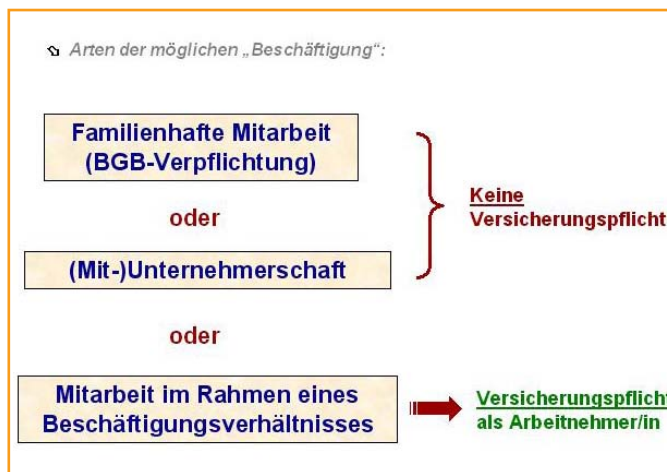 Arten der möglichen „Beschäftigung“:
Familienhafte Mitarbeit
(BGB-Verpflichtung)
oder
Keine
Versicherungspflicht
(Mit-)Unternehmerschaft
oder
Mitarbeit im Rahmen eines
Beschäftigungsverhältnisses
Versicherungspflicht
als Arbeitnehmer/in